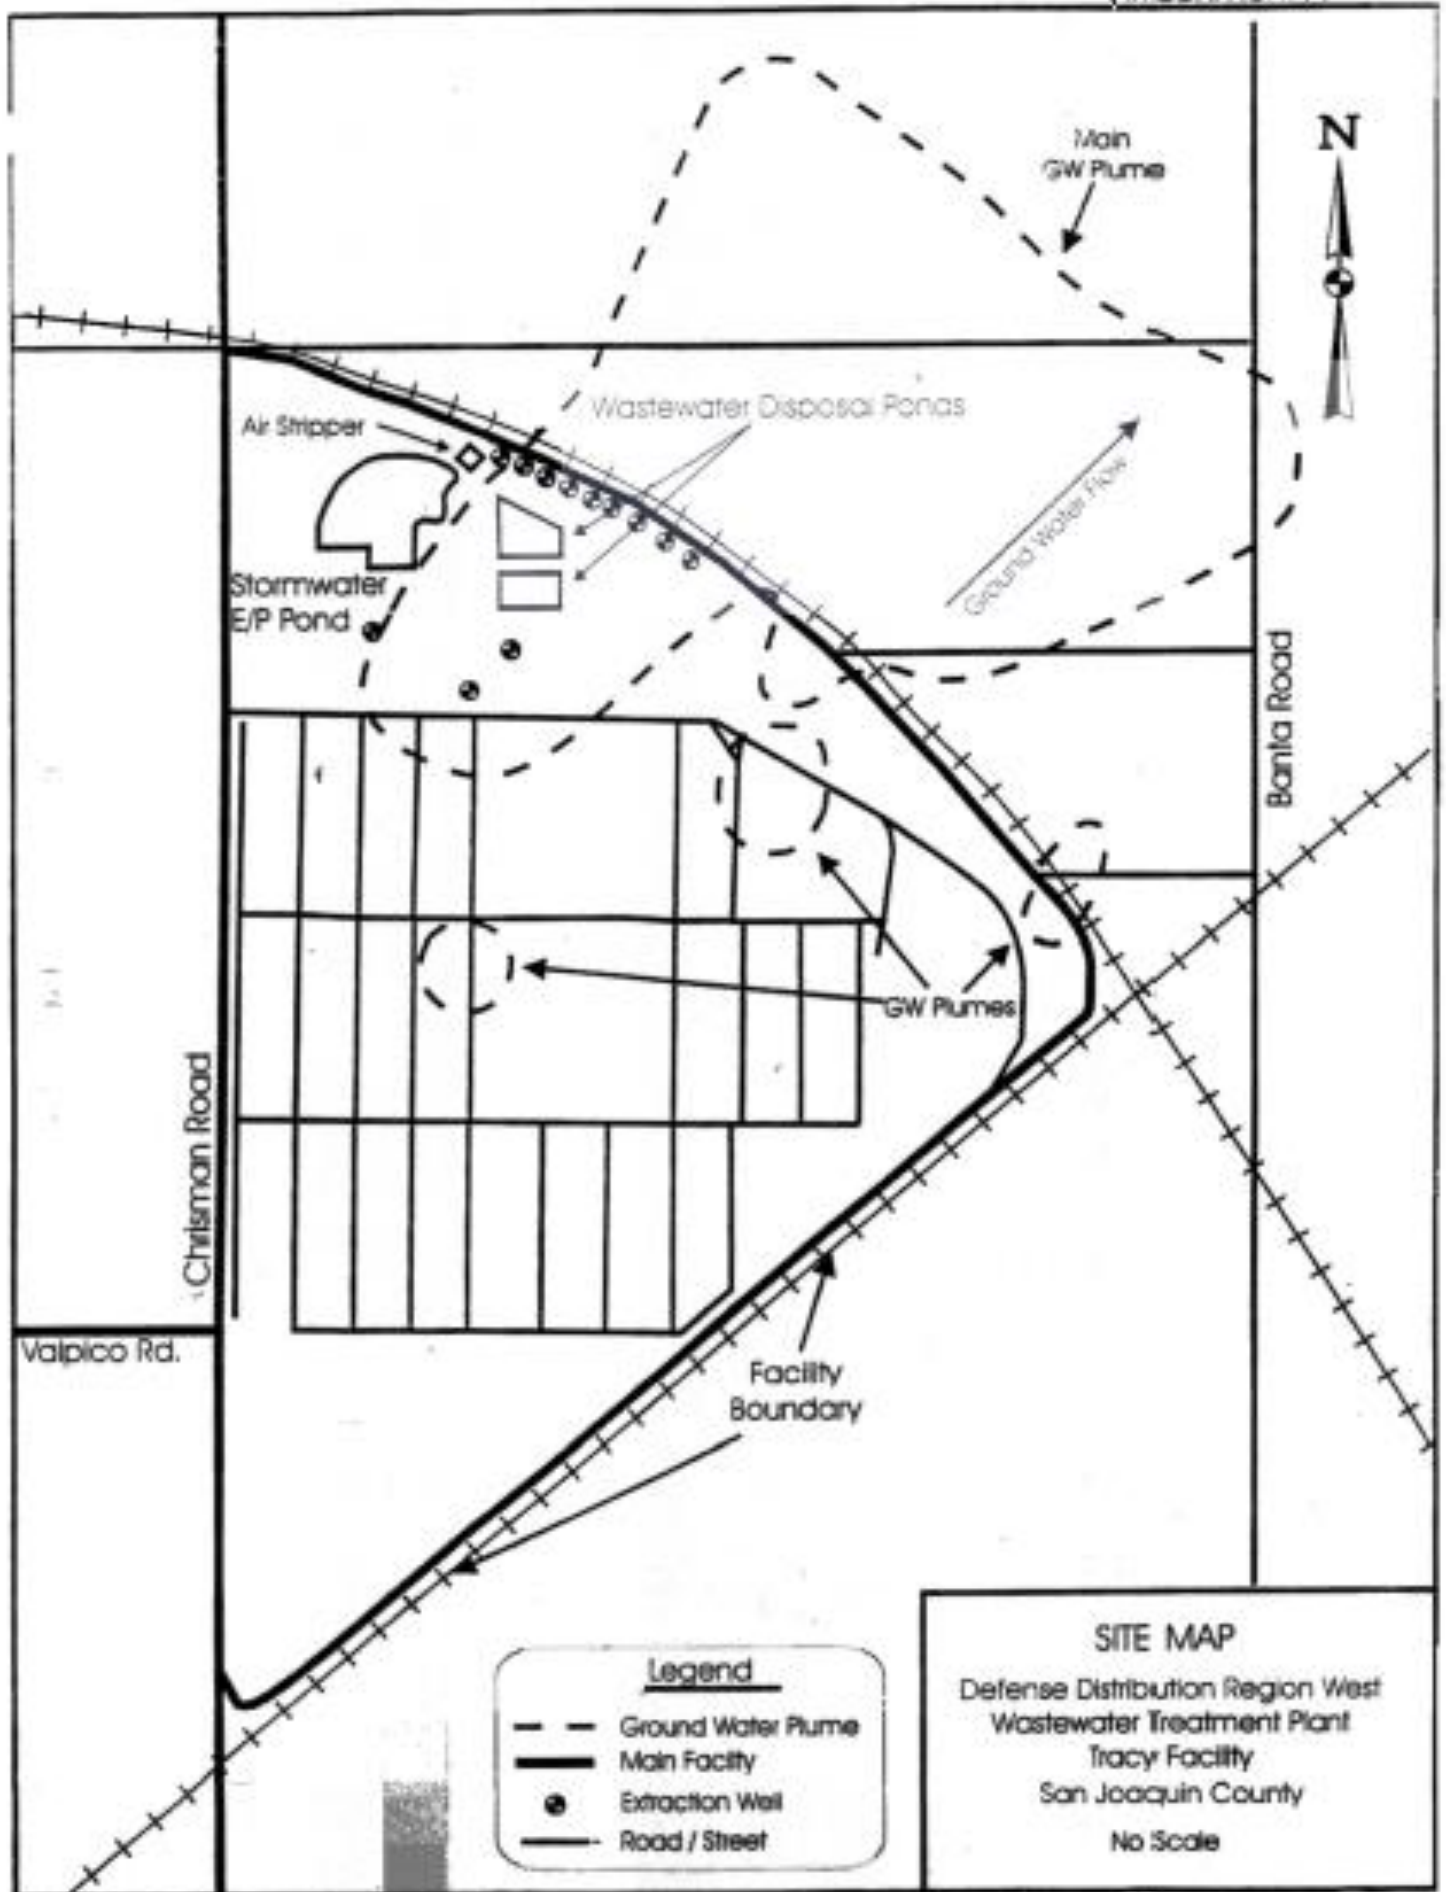 N
Main
GW Plume
Wastewater Disposal Ponds
Air Stripper
Ground Water Flow
Stormwater
E/P Pond
Banta Road
GW Plumes
Chrisman Road
Valpico Rd.
Facility
Boundary
Legend
Ground Water Plume
Main Facility
Extraction Well
Road / Street
SITE MAP
Defense Distribution Region West
Wastewater Treatment Plant
Tracy Facility
San Joaquin County
No Scale